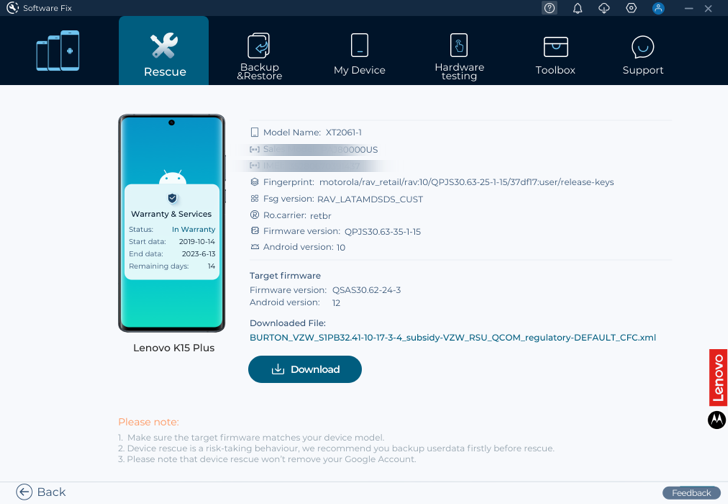 Software Fix
Rescue
Backup
&Restore
My Device
Hardware
testing
Toolbox
Support
Warranty & Services
Status: In Warranty
Start data: 2019-10-14
End data: 2023-6-13
Remaining days: 14
Lenovo K15 Plus
Model Name: XT2061-1
0000US
Fingerprint: motorola/rav_retail/rav:10/QPJS30.63-25-1-15/37df17:user/release-keys
Fsg version: RAV_LATAMDSDS_CUST
Ro.carrier: retbr
Firmware version: QPJS30.63-35-1-15
Android version: 10
Target firmware
Firmware version: QSAS30.62-24-3
Android version: 12
Downloaded File:
BURTON_VZW_S1PB32.41-10-17-3-4_subsidy-VZW_RSU_QCOM_regulatory-DEFAULT_CFC.xml
Download
Lenovo
Please note:
1. Make sure the target firmware matches your device model.
2. Device rescue is a risk-taking behaviour, we recommend you backup userdata firstly before rescue.
3. Please note that device rescue won't remove your Google Account.
Back
Feedback